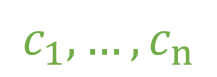 c₁, … , cₙ